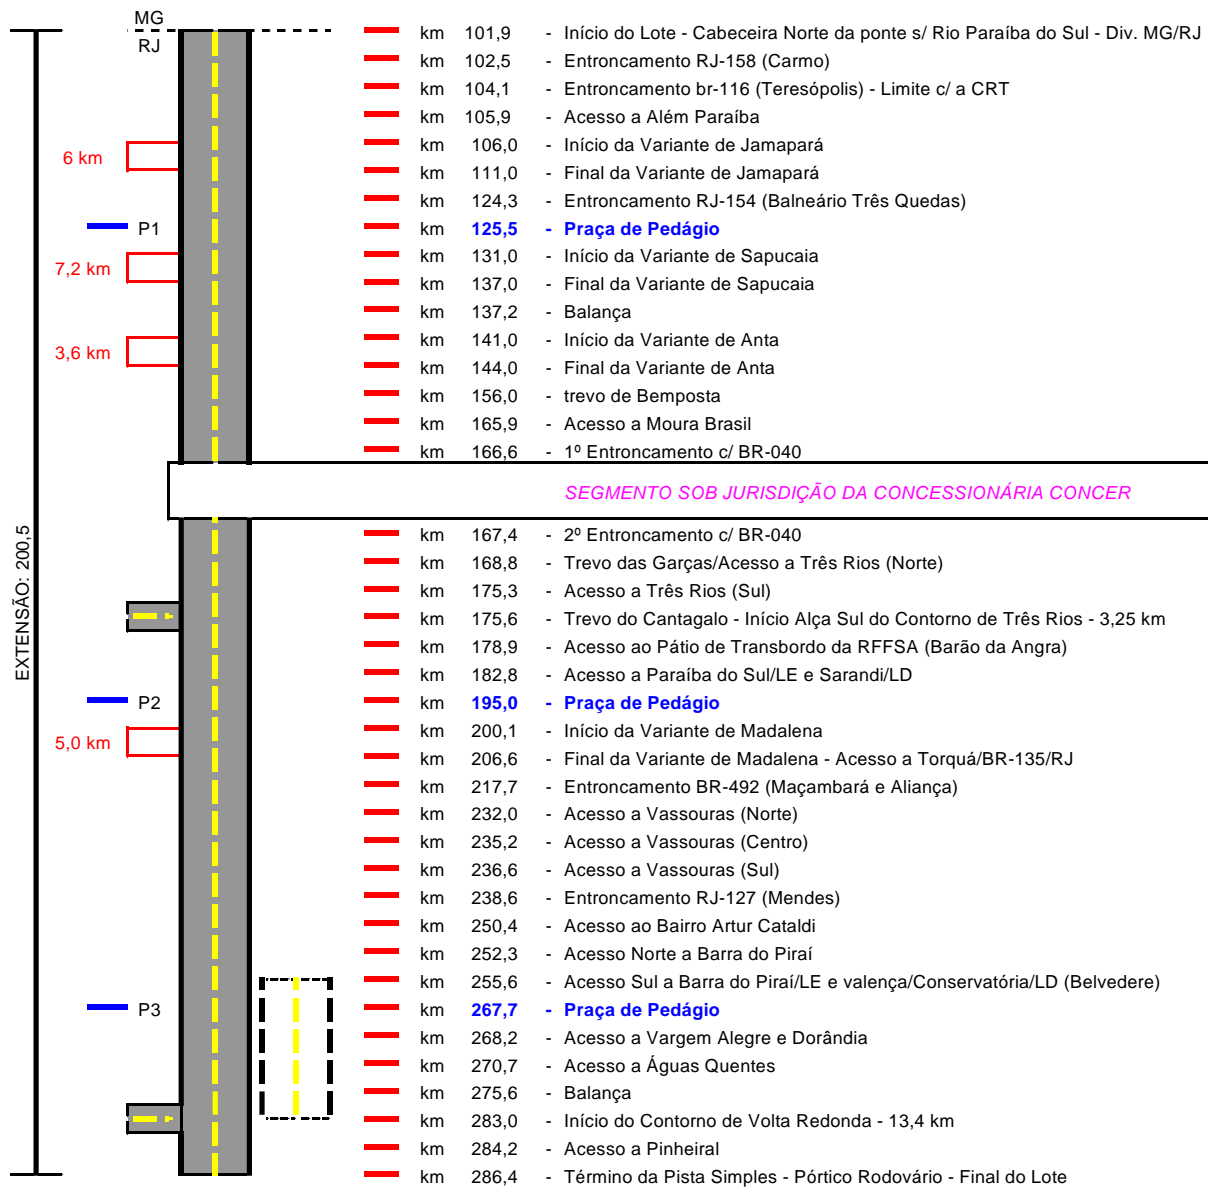 MG
RJ
km 101,9 - Início do Lote - Cabeceira Norte da ponte s/ Rio Paraíba do Sul - Div. MG/RJ
km 102,5 - Entroncamento RJ-158 (Carmo)
km 104,1 - Entroncamento br-116 (Teresópolis) - Limite c/ a CRT
km 105,9 - Acesso a Além Paraíba
km 106,0 - Início da Variante de Jamapará
6 km
km 111,0 - Final da Variante de Jamapará
km 124,3 - Entroncamento RJ-154 (Balneário Três Quedas)
P1
km 125,5 - Praça de Pedágio
km 131,0 - Início da Variante de Sapucaia
7,2 km
km 137,0 - Final da Variante de Sapucaia
km 137,2 - Balança
km 141,0 - Início da Variante de Anta
3,6 km
km 144,0 - Final da Variante de Anta
km 156,0 - trevo de Bemposta
km 165,9 - Acesso a Moura Brasil
km 166,6 - 1º Entroncamento c/ BR-040
SEGMENTO SOB JURISDIÇÃO DA CONCESSIONÁRIA CONCER
EXTENSÃO: 200,5
km 167,4 - 2º Entroncamento c/ BR-040
km 168,8 - Trevo das Garças/Acesso a Três Rios (Norte)
km 175,3 - Acesso a Três Rios (Sul)
km 175,6 - Trevo do Cantagalo - Início Alça Sul do Contorno de Três Rios - 3,25 km
km 178,9 - Acesso ao Pátio de Transbordo da RFFSA (Barão da Angra)
km 182,8 - Acesso a Paraíba do Sul/LE e Sarandi/LD
P2
km 195,0 - Praça de Pedágio
km 200,1 - Início da Variante de Madalena
5,0 km
km 206,6 - Final da Variante de Madalena - Acesso a Torquá/BR-135/RJ
km 217,7 - Entroncamento BR-492 (Maçambará e Aliança)
km 232,0 - Acesso a Vassouras (Norte)
km 235,2 - Acesso a Vassouras (Centro)
km 236,6 - Acesso a Vassouras (Sul)
km 238,6 - Entroncamento RJ-127 (Mendes)
km 250,4 - Acesso ao Bairro Artur Cataldi
km 252,3 - Acesso Norte a Barra do Piraí
km 255,6 - Acesso Sul a Barra do Piraí/LE e valença/Conservatória/LD (Belvedere)
P3
km 267,7 - Praça de Pedágio
km 268,2 - Acesso a Vargem Alegre e Dorândia
km 270,7 - Acesso a Águas Quentes
km 275,6 - Balança
km 283,0 - Início do Contorno de Volta Redonda - 13,4 km
km 284,2 - Acesso a Pinheiral
km 286,4 - Término da Pista Simples - Pórtico Rodovário - Final do Lote